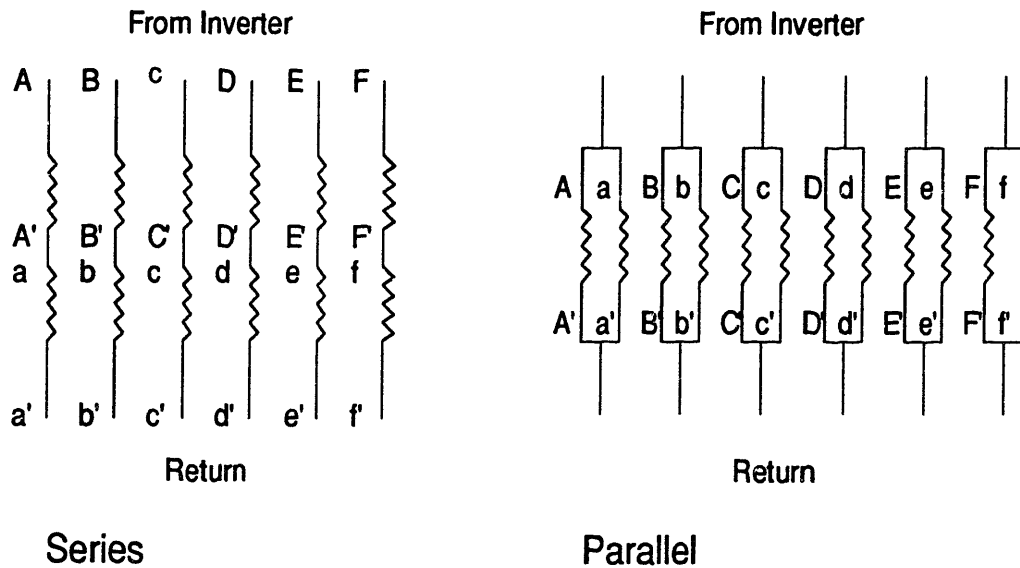 From Inverter
A B c D E F
A' B' C' D' E' F'
a b c d e f
a' b' c' d' e' f'
Return
Series
From Inverter
A a B b C c D d E e F f
A' a' B' b' C' c' D' d' E' e' F' f'
Return
Parallel